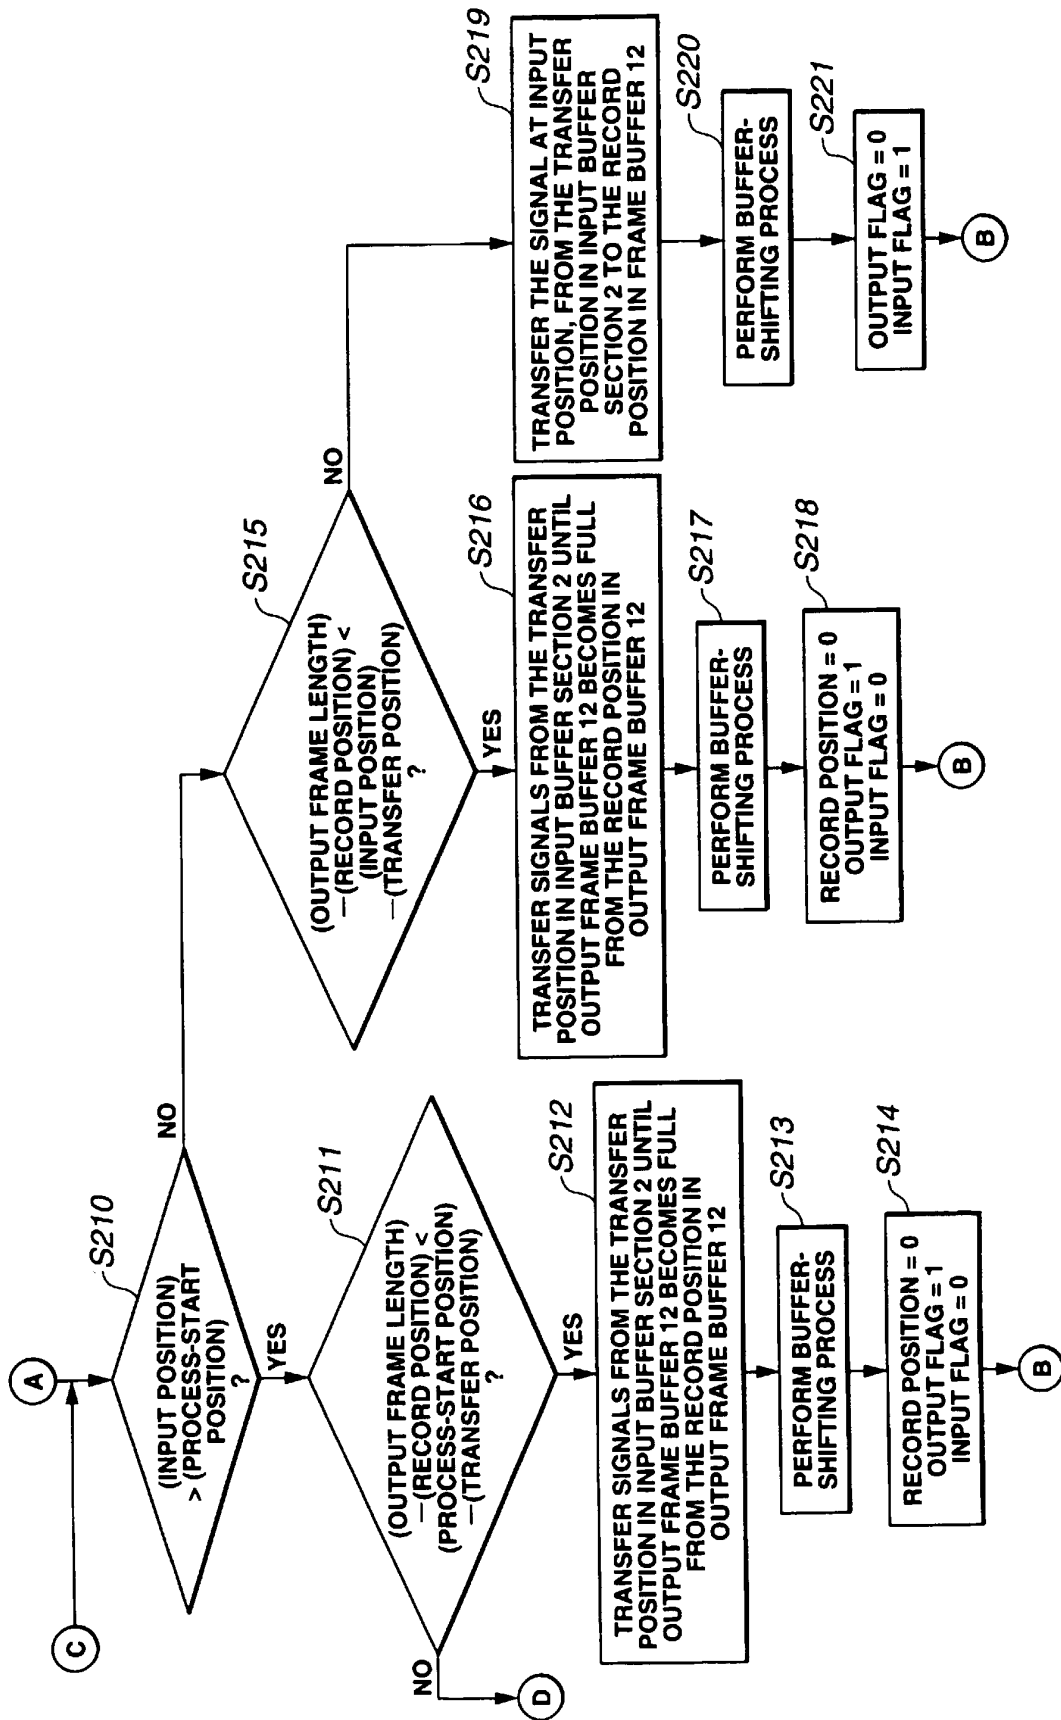 A
C
S210
(INPUT POSITION)
> (PROCESS-START
POSITION)
?
NO
YES
S211
(OUTPUT FRAME LENGTH)
—(RECORD POSITION) <
(PROCESS-START POSITION)
—(TRANSFER POSITION)
?
NO
D
YES
S212
TRANSFER SIGNALS FROM THE TRANSFER
POSITION IN INPUT BUFFER SECTION 2 UNTIL
OUTPUT FRAME BUFFER 12 BECOMES FULL
FROM THE RECORD POSITION IN
OUTPUT FRAME BUFFER 12
S213
PERFORM BUFFER-
SHIFTING PROCESS
S214
RECORD POSITION = 0
OUTPUT FLAG = 1
INPUT FLAG = 0
B
S215
(OUTPUT FRAME LENGTH)
—(RECORD POSITION) <
(INPUT POSITION)
—(TRANSFER POSITION)
?
NO
YES
S216
TRANSFER SIGNALS FROM THE TRANSFER
POSITION IN INPUT BUFFER SECTION 2 UNTIL
OUTPUT FRAME BUFFER 12 BECOMES FULL
FROM THE RECORD POSITION IN
OUTPUT FRAME BUFFER 12
S217
PERFORM BUFFER-
SHIFTING PROCESS
S218
RECORD POSITION = 0
OUTPUT FLAG = 1
INPUT FLAG = 0
B
S219
TRANSFER THE SIGNAL AT INPUT
POSITION, FROM THE TRANSFER
POSITION IN INPUT BUFFER
SECTION 2 TO THE RECORD
POSITION IN FRAME BUFFER 12
S220
PERFORM BUFFER-
SHIFTING PROCESS
S221
OUTPUT FLAG = 0
INPUT FLAG = 1
B